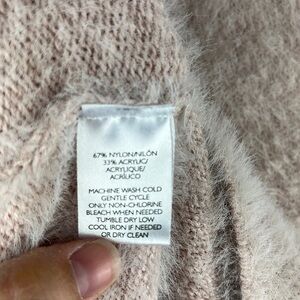 67% NYLON/NILÓN
33% ACRYLIC/
ACRYLIQUE/
ACRÍLICO
MACHINE WASH COLD
GENTLE CYCLE
ONLY NON-CHLORINE
BLEACH WHEN NEEDED
TUMBLE DRY LOW
COOL IRON IF NEEDED
OR DRY CLEAN